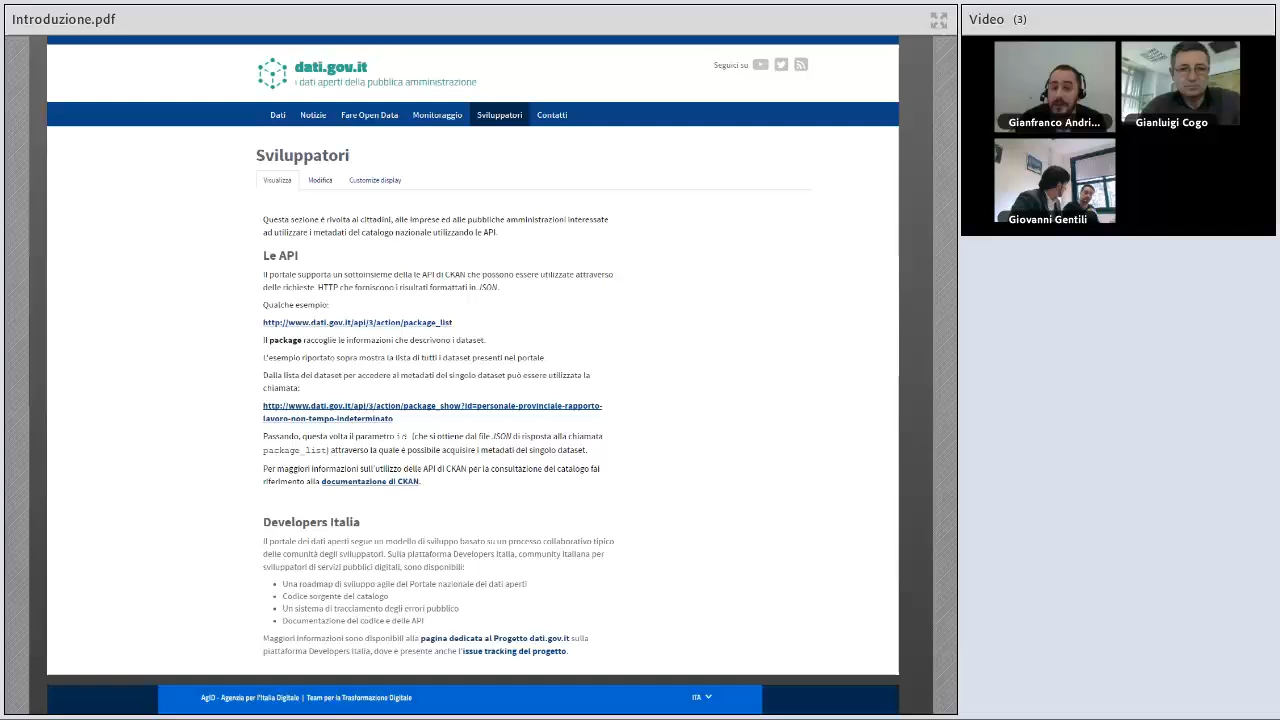 Introduzione.pdf
Video (3)
dati.gov.it
i dati aperti della pubblica amministrazione
Seguici su
Dati Notizie Fare Open Data Monitoraggio Sviluppatori Contatti
Sviluppatori
Visualizza Modifica Customize display
Questa sezione è rivolta ai cittadini, alle imprese ed alle pubbliche amministrazioni interessate
ad utilizzare i metadati del catalogo nazionale utilizzando le API.
Le API
Il portale supporta un sottoinsieme della le API di CKAN che possono essere utilizzate attraverso
delle richieste HTTP che forniscono i risultati formattati in JSON.
Qualche esempio:
http://www.dati.gov.it/api/3/action/package_list
Il package raccoglie le informazioni che descrivono i dataset.
L'esempio riportato sopra mostra la lista di tutti i dataset presenti nel portale.
Dalla lista dei dataset per accedere ai metadati del singolo dataset può essere utilizzata la
chiamata:
http://www.dati.gov.it/api/3/action/package_show?id=personale-provinciale-rapporto-
lavoro-non-tempo-indeterminato
Passando, questa volta il parametro id (che si ottiene dal file JSON di risposta alla chiamata
package_list) attraverso la quale è possibile acquisire i metadati del singolo dataset.
Per maggiori informazioni sull'utilizzo delle API di CKAN per la consultazione del catalogo fai
riferimento alla documentazione di CKAN.
Developers Italia
Il portale dei dati aperti segue un modello di sviluppo basato su un processo collaborativo tipico
delle comunità degli sviluppatori. Sulla piattaforma Developers Italia, community italiana per
sviluppatori di servizi pubblici digitali, sono disponibili:
• Una roadmap di sviluppo agile del Portale nazionale dei dati aperti
• Codice sorgente del catalogo
• Un sistema di tracciamento degli errori pubblico
• Documentazione del codice e delle API
Maggiori informazioni sono disponibili alla pagina dedicata al Progetto dati.gov.it sulla
piattaforma Developers Italia, dove è presente anche l'issue tracking del progetto.
AgID - Agenzia per l'Italia Digitale | Team per la Trasformazione Digitale
ITA
Gianfranco Andri...
Gianluigi Cogo
Giovanni Gentili